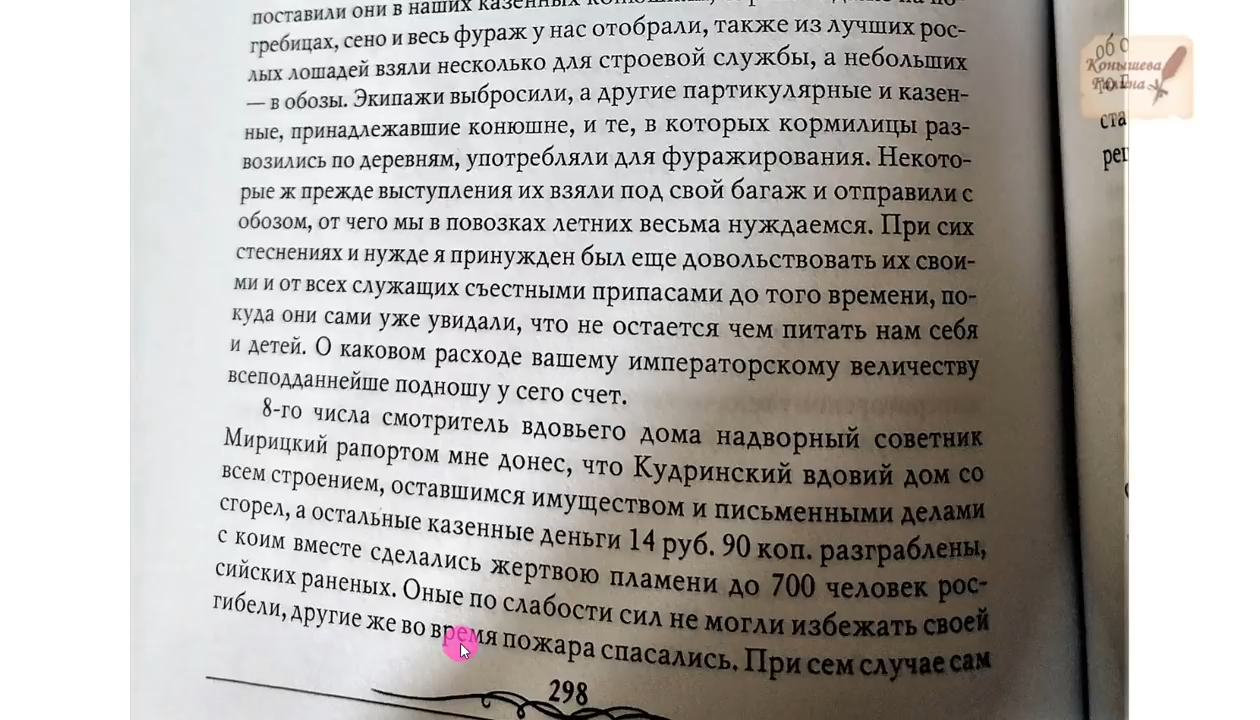 поставили они в наших казенных
гребицах, сено и весь фураж у нас отобрали, также из лучших рос-
лых лошадей взяли несколько для строевой службы, а небольших
— в обозы. Экипажи выбросили, а другие партикулярные и казен-
ные, принадлежавшие конюшне, и те, в которых кормилицы раз-
возились по деревням, употребляли для фуражирования. Некото-
рые ж прежде выступления их взяли под свой багаж и отправили с
обозом, от чего мы в повозках летних весьма нуждаемся. При сих
стеснениях и нужде я принужден был еще довольствовать их свои-
ми и от всех служащих съестными припасами до того времени, по-
куда они сами уже увидали, что не остается чем питать нам себя
и детей. О каковом расходе вашему императорскому величеству
всеподданнейше подношу у сего счет.
8-го числа смотритель вдовьего дома надворный советник
Мирицкий рапортом мне донес, что Кудринский вдовий дом со
всем строением, оставшимся имуществом и письменными делами
сгорел, а остальные казенные деньги 14 руб. 90 коп. разграблены,
с коим вместе сделались жертвою пламени до 700 человек рос-
сийских раненых. Оные по слабости сил не могли избежать своей
гибели, другие же во время пожара спасались. При сем случае сам
298
об о
Конышева
Галина
ста
реп